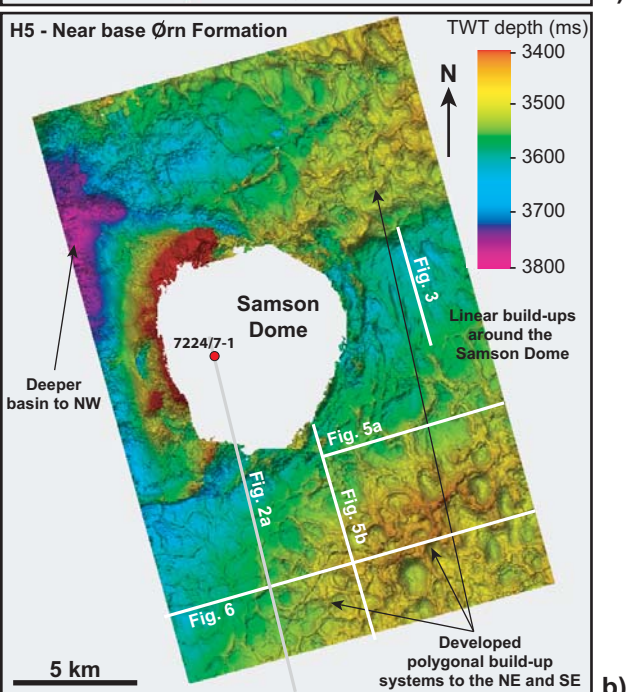 H5 - Near base Ørn Formation
TWT depth (ms)
3400
3500
3600
3700
3800
N
Fig. 3
Samson
Dome
7224/7-1
Linear build-ups
around the
Samson Dome
Deeper
basin to NW
Fig. 5a
Fig. 2a
Fig. 5b
Fig. 6
5 km
Developed
polygonal build-up
systems to the NE and SE
b)